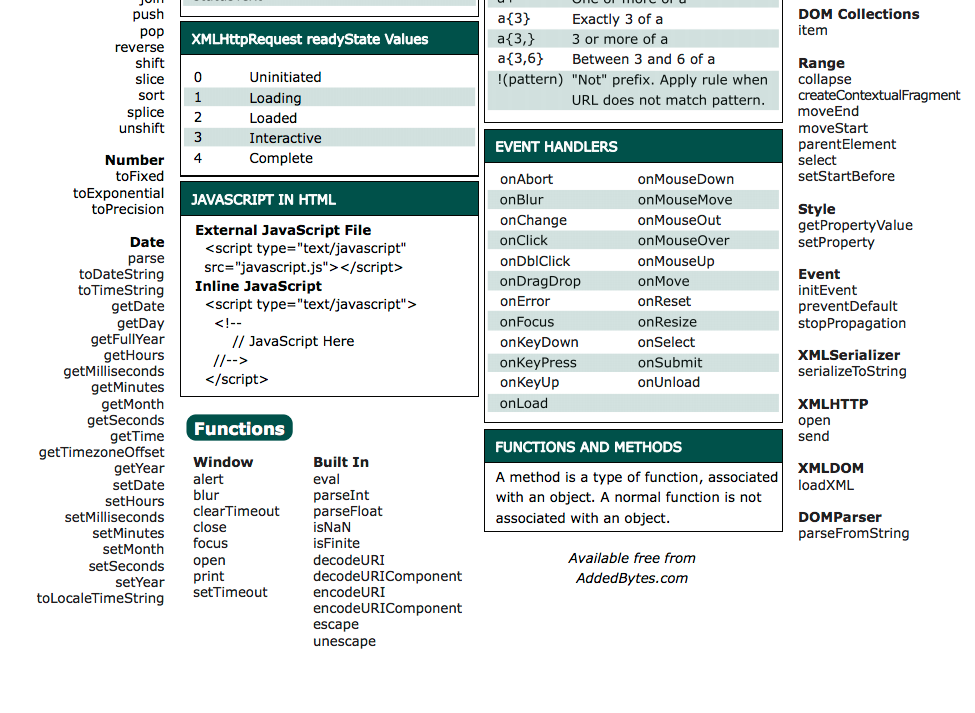 join
push
pop
reverse
shift
slice
sort
splice
unshift
Number
toFixed
toExponential
toPrecision
Date
parse
toDateString
toTimeString
getDate
getDay
getFullYear
getHours
getMilliseconds
getMinutes
getMonth
getSeconds
getTime
getTimezoneOffset
getYear
setDate
setHours
setMilliseconds
setMinutes
setMonth
setSeconds
setYear
toLocaleTimeString
XMLHttpRequest readyState Values
0 Uninitiated
1 Loading
2 Loaded
3 Interactive
4 Complete
JAVASCRIPT IN HTML
External JavaScript File
<script type="text/javascript"
src="javascript.js"></script>
Inline JavaScript
<script type="text/javascript">
<!--
// JavaScript Here
//-->
</script>
Functions
Window
alert
blur
clearTimeout
close
focus
open
print
setTimeout
Built In
eval
parseInt
parseFloat
isNaN
isFinite
decodeURI
decodeURIComponent
encodeURI
encodeURIComponent
escape
unescape
One or more of a
a{3} Exactly 3 of a
a{3,} 3 or more of a
a{3,6} Between 3 and 6 of a
!(pattern) "Not" prefix. Apply rule when
URL does not match pattern.
EVENT HANDLERS
onAbort onMouseDown
onBlur onMouseMove
onChange onMouseOut
onClick onMouseOver
onDblClick onMouseUp
onDragDrop onMove
onError onReset
onFocus onResize
onKeyDown onSelect
onKeyPress onSubmit
onKeyUp onUnload
onLoad
FUNCTIONS AND METHODS
A method is a type of function, associated
with an object. A normal function is not
associated with an object.
Available free from
AddedBytes.com
DOM Collections
item
Range
collapse
createContextualFragment
moveEnd
moveStart
parentElement
select
setStartBefore
Style
getPropertyValue
setProperty
Event
initEvent
preventDefault
stopPropagation
XMLSerializer
serializeToString
XMLHTTP
open
send
XMLDOM
loadXML
DOMParser
parseFromString